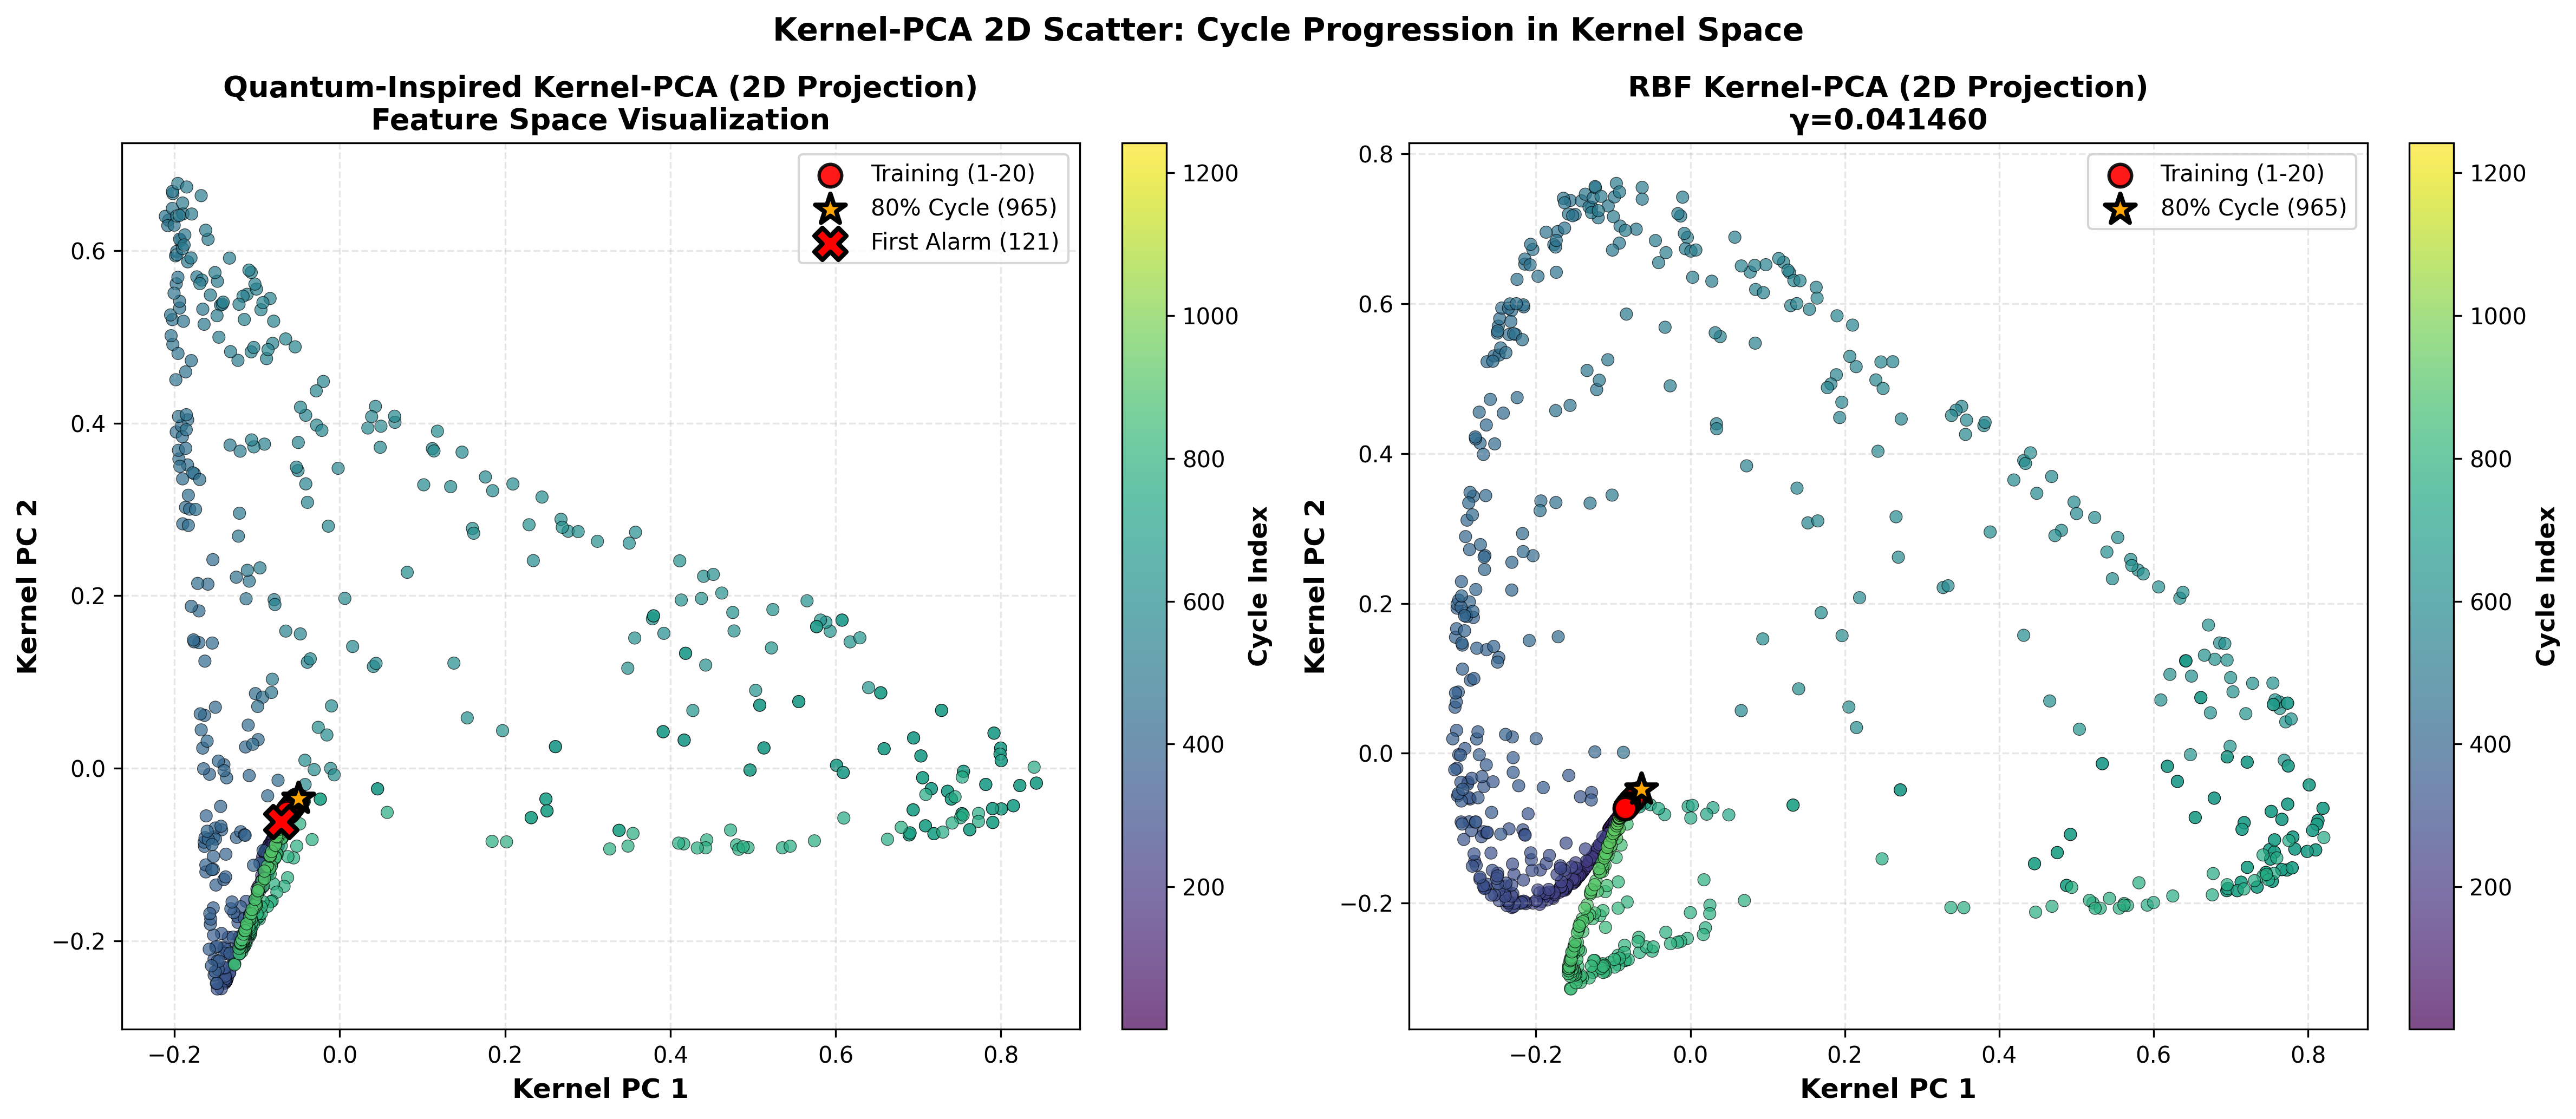 Kernel-PCA 2D Scatter: Cycle Progression in Kernel Space
Quantum-Inspired Kernel-PCA (2D Projection)
Feature Space Visualization
Training (1-20)
80% Cycle (965)
First Alarm (121)
0.6
0.4
0.2
0.0
−0.2
Kernel PC 2
−0.2
0.0
0.2
0.4
0.6
0.8
Kernel PC 1
1200
1000
800
600
400
200
Cycle Index
RBF Kernel-PCA (2D Projection)
γ=0.041460
Training (1-20)
80% Cycle (965)
0.8
0.6
0.4
0.2
0.0
−0.2
Kernel PC 2
−0.2
0.0
0.2
0.4
0.6
0.8
Kernel PC 1
1200
1000
800
600
400
200
Cycle Index